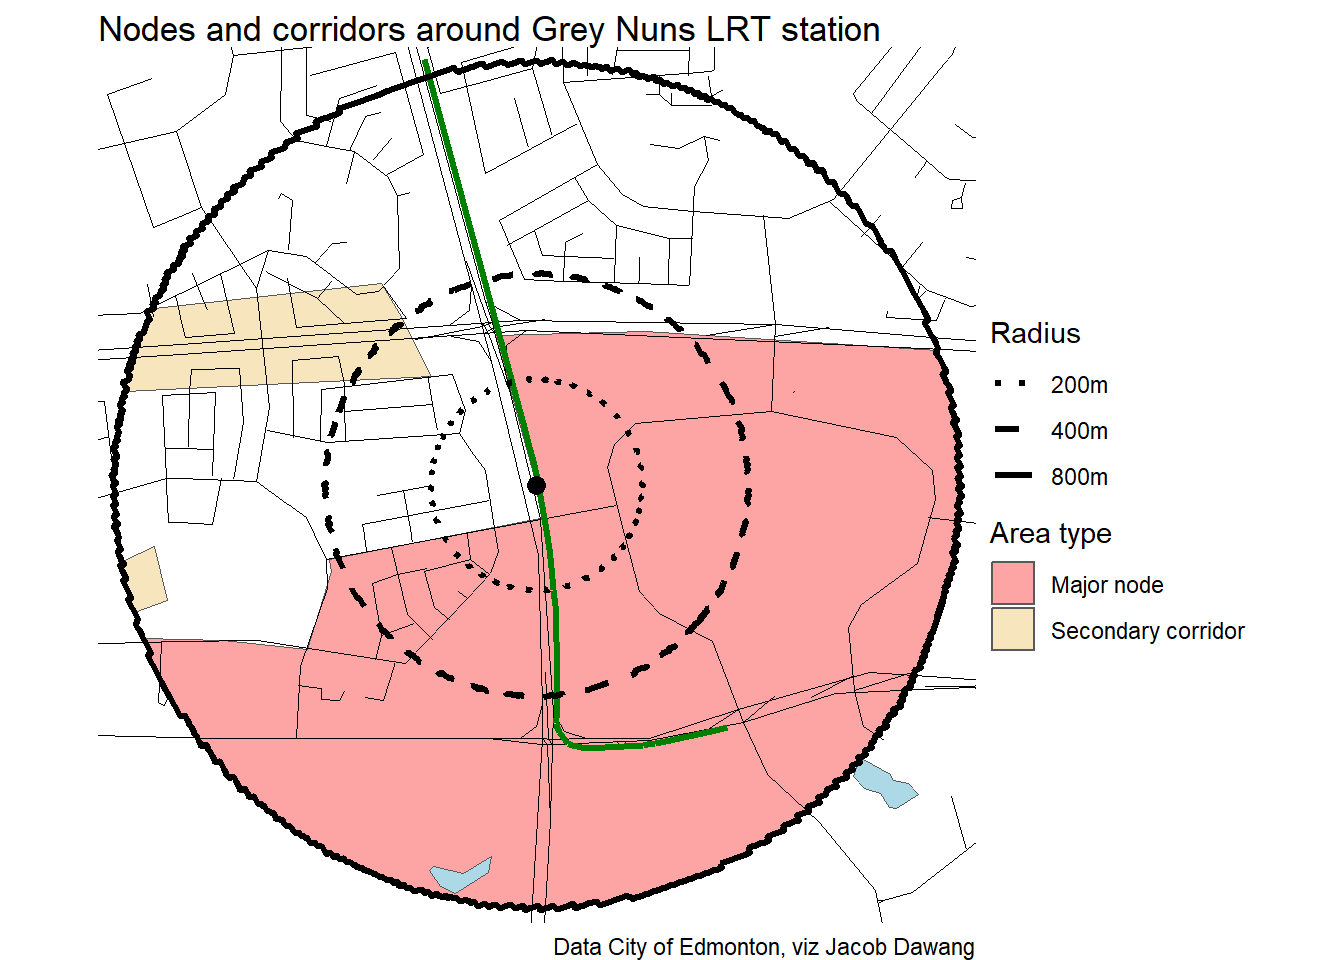 Nodes and corridors around Grey Nuns LRT station
Radius
200m
400m
800m
Area type
Major node
Secondary corridor
Data City of Edmonton, viz Jacob Dawang